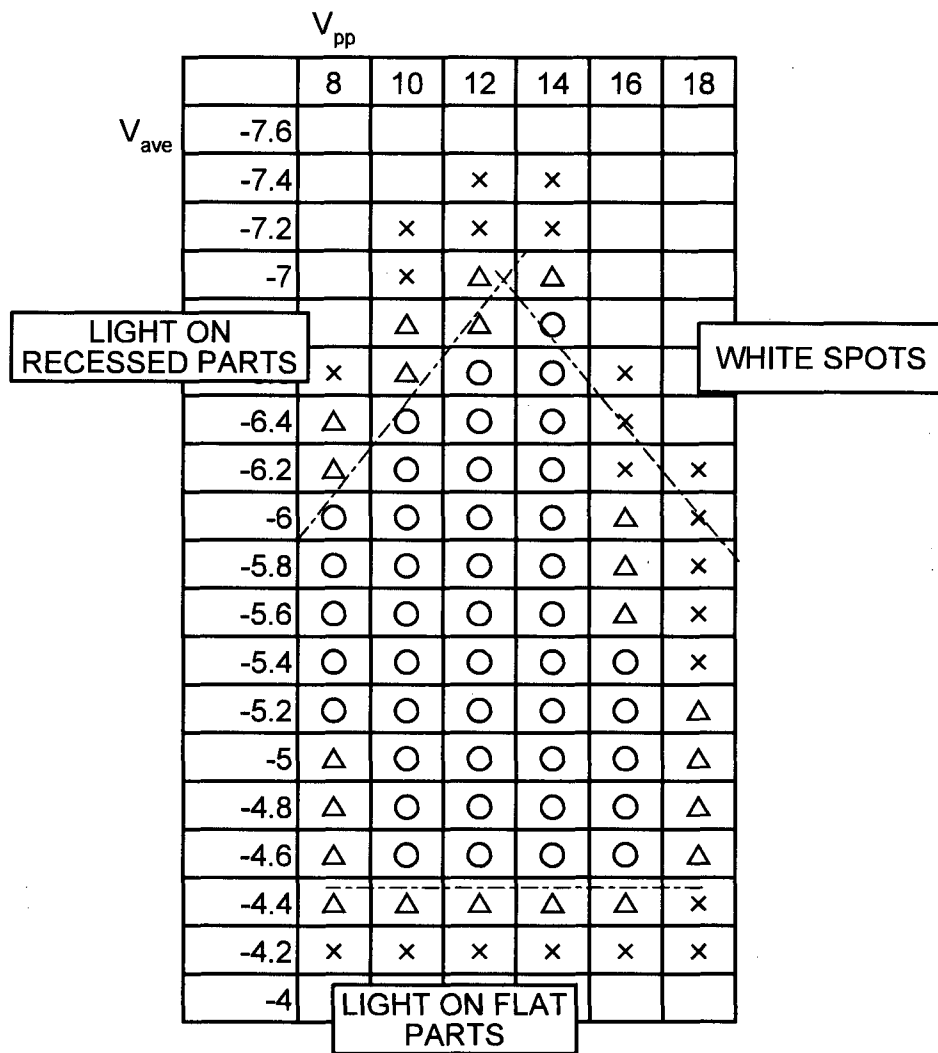 V_pp
8 10 12 14 16 18
V_ave -7.6
-7.4 × ×
-7.2 × × ×
-7 × △ △
LIGHT ON
RECESSED PARTS
△ △ ○
WHITE SPOTS
× △ ○ ○ ×
-6.4 △ ○ ○ ○ ×
-6.2 △ ○ ○ ○ × ×
-6 ○ ○ ○ ○ △ ×
-5.8 ○ ○ ○ ○ △ ×
-5.6 ○ ○ ○ ○ △ ×
-5.4 ○ ○ ○ ○ ○ ×
-5.2 ○ ○ ○ ○ ○ △
-5 △ ○ ○ ○ ○ △
-4.8 △ ○ ○ ○ ○ △
-4.6 △ ○ ○ ○ ○ △
-4.4 △ △ △ △ △ ×
-4.2 × × × × × ×
-4
LIGHT ON FLAT
PARTS